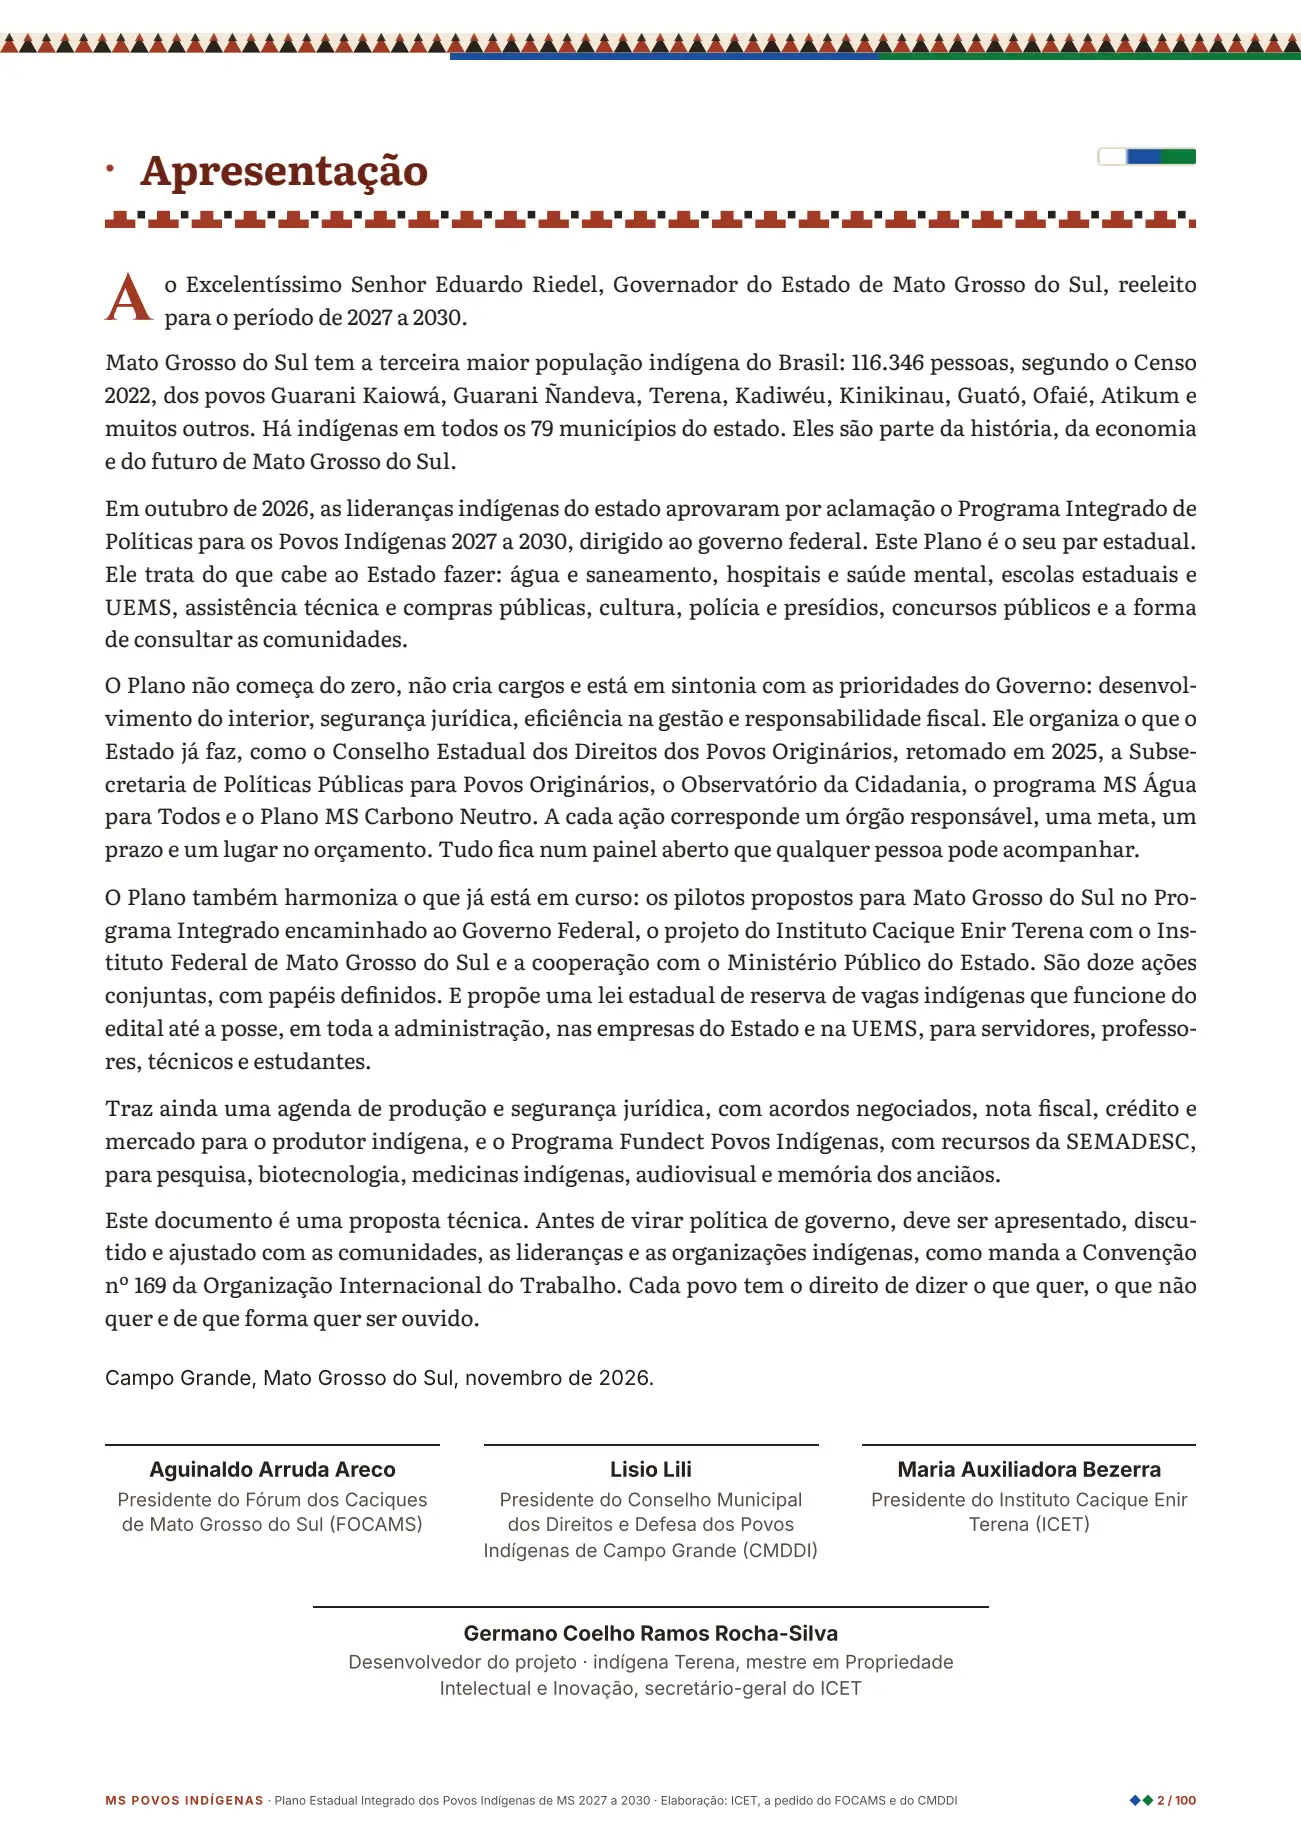 · Apresentação
Ao Excelentíssimo Senhor Eduardo Riedel, Governador do Estado de Mato Grosso do Sul, reeleito
para o período de 2027 a 2030.
Mato Grosso do Sul tem a terceira maior população indígena do Brasil: 116.346 pessoas, segundo o Censo
2022, dos povos Guarani Kaiowá, Guarani Ñandeva, Terena, Kadiwéu, Kinikinau, Guató, Ofaié, Atikum e
muitos outros. Há indígenas em todos os 79 municípios do estado. Eles são parte da história, da economia
e do futuro de Mato Grosso do Sul.
Em outubro de 2026, as lideranças indígenas do estado aprovaram por aclamação o Programa Integrado de
Políticas para os Povos Indígenas 2027 a 2030, dirigido ao governo federal. Este Plano é o seu par estadual.
Ele trata do que cabe ao Estado fazer: água e saneamento, hospitais e saúde mental, escolas estaduais e
UEMS, assistência técnica e compras públicas, cultura, polícia e presídios, concursos públicos e a forma
de consultar as comunidades.
O Plano não começa do zero, não cria cargos e está em sintonia com as prioridades do Governo: desenvol-
vimento do interior, segurança jurídica, eficiência na gestão e responsabilidade fiscal. Ele organiza o que o
Estado já faz, como o Conselho Estadual dos Direitos dos Povos Originários, retomado em 2025, a Subse-
cretaria de Políticas Públicas para Povos Originários, o Observatório da Cidadania, o programa MS Água
para Todos e o Plano MS Carbono Neutro. A cada ação corresponde um órgão responsável, uma meta, um
prazo e um lugar no orçamento. Tudo fica num painel aberto que qualquer pessoa pode acompanhar.
O Plano também harmoniza o que já está em curso: os pilotos propostos para Mato Grosso do Sul no Pro-
grama Integrado encaminhado ao Governo Federal, o projeto do Instituto Cacique Enir Terena com o Ins-
tituto Federal de Mato Grosso do Sul e a cooperação com o Ministério Público do Estado. São doze ações
conjuntas, com papéis definidos. E propõe uma lei estadual de reserva de vagas indígenas que funcione do
edital até a posse, em toda a administração, nas empresas do Estado e na UEMS, para servidores, professo-
res, técnicos e estudantes.
Traz ainda uma agenda de produção e segurança jurídica, com acordos negociados, nota fiscal, crédito e
mercado para o produtor indígena, e o Programa Fundect Povos Indígenas, com recursos da SEMADESC,
para pesquisa, biotecnologia, medicinas indígenas, audiovisual e memória dos anciãos.
Este documento é uma proposta técnica. Antes de virar política de governo, deve ser apresentado, discu-
tido e ajustado com as comunidades, as lideranças e as organizações indígenas, como manda a Convenção
nº 169 da Organização Internacional do Trabalho. Cada povo tem o direito de dizer o que quer, o que não
quer e de que forma quer ser ouvido.
Campo Grande, Mato Grosso do Sul, novembro de 2026.
Aguinaldo Arruda Areco
Presidente do Fórum dos Caciques
de Mato Grosso do Sul (FOCAMS)
Lisio Lili
Presidente do Conselho Municipal
dos Direitos e Defesa dos Povos
Indígenas de Campo Grande (CMDDI)
Maria Auxiliadora Bezerra
Presidente do Instituto Cacique Enir
Terena (ICET)
Germano Coelho Ramos Rocha-Silva
Desenvolvedor do projeto · indígena Terena, mestre em Propriedade
Intelectual e Inovação, secretário-geral do ICET
MS POVOS INDÍGENAS · Plano Estadual Integrado dos Povos Indígenas de MS 2027 a 2030 · Elaboração: ICET, a pedido do FOCAMS e do CMDDI
2 / 100